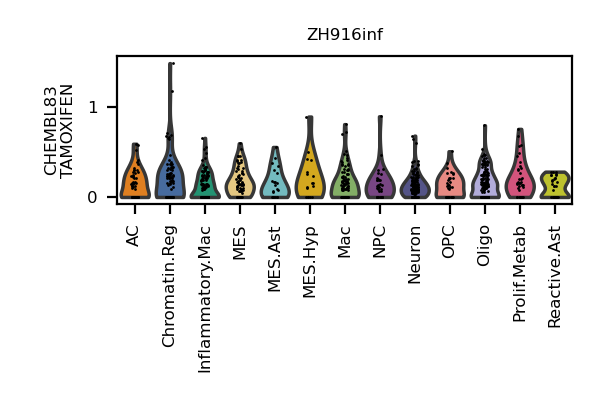 ZH916inf
CHEMBL83
TAMOXIFEN
1
0
AC
Chromatin.Reg
Inflammatory.Mac
MES
MES.Ast
MES.Hyp
Mac
NPC
Neuron
OPC
Oligo
Prolif.Metab
Reactive.Ast